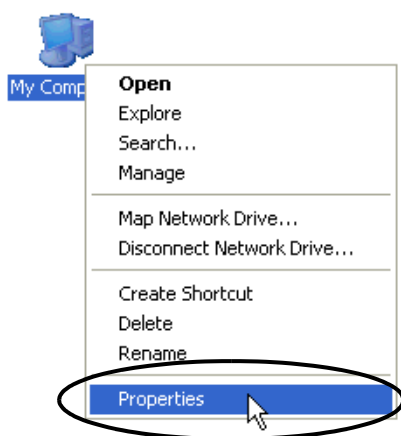 My Comp
Open
Explore
Search...
Manage
Map Network Drive...
Disconnect Network Drive...
Create Shortcut
Delete
Rename
Properties